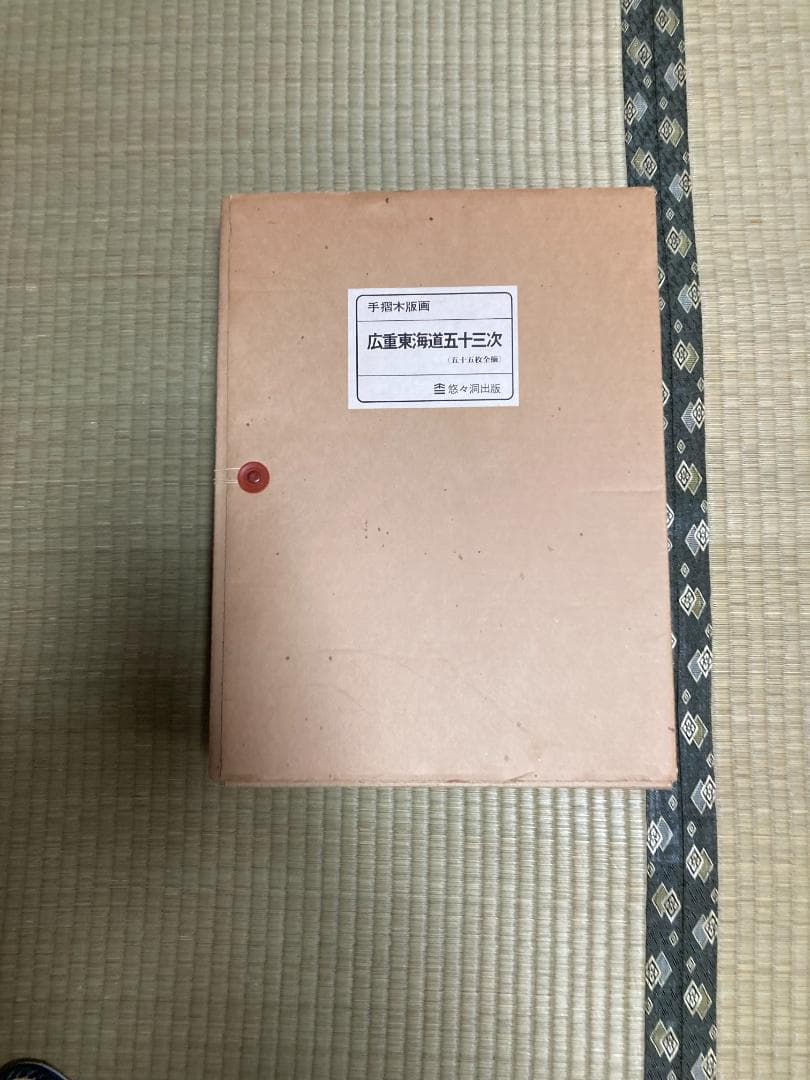 手摺木版画
広重東海道五十三次
(五十五枚全揃)
悠々洞出版